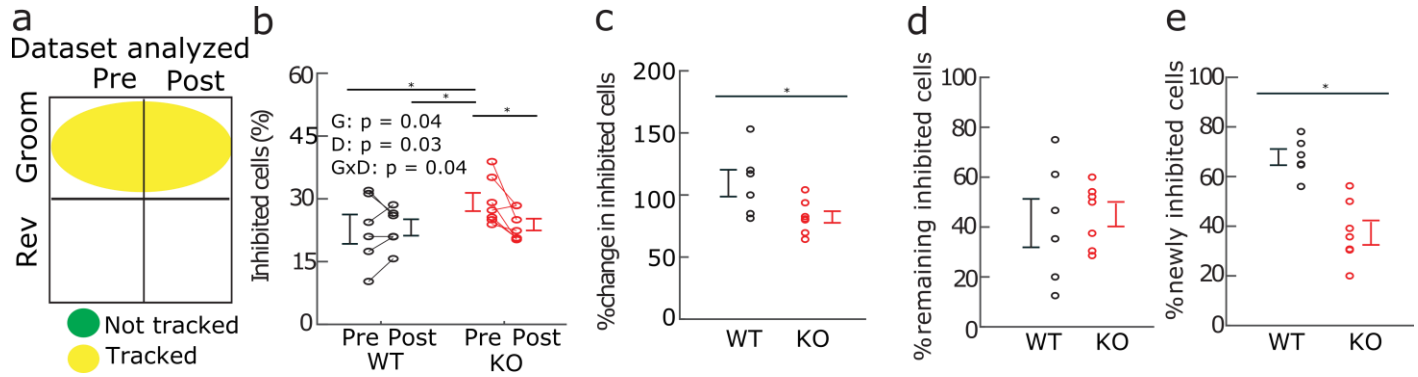 a
Dataset analyzed
Pre Post
Groom
Rev
Not tracked
Tracked
b
Inhibited cells (%)
60
45
30
15
0
*
*
*
G: p = 0.04
D: p = 0.03
GxD: p = 0.04
Pre Post Pre Post
WT KO
c
%change in inhibited cells
200
150
100
50
0
*
WT KO
d
%remaining inhibited cells
100
80
60
40
20
0
WT KO
e
%newly inhibited cells
100
80
60
40
20
0
*
WT KO